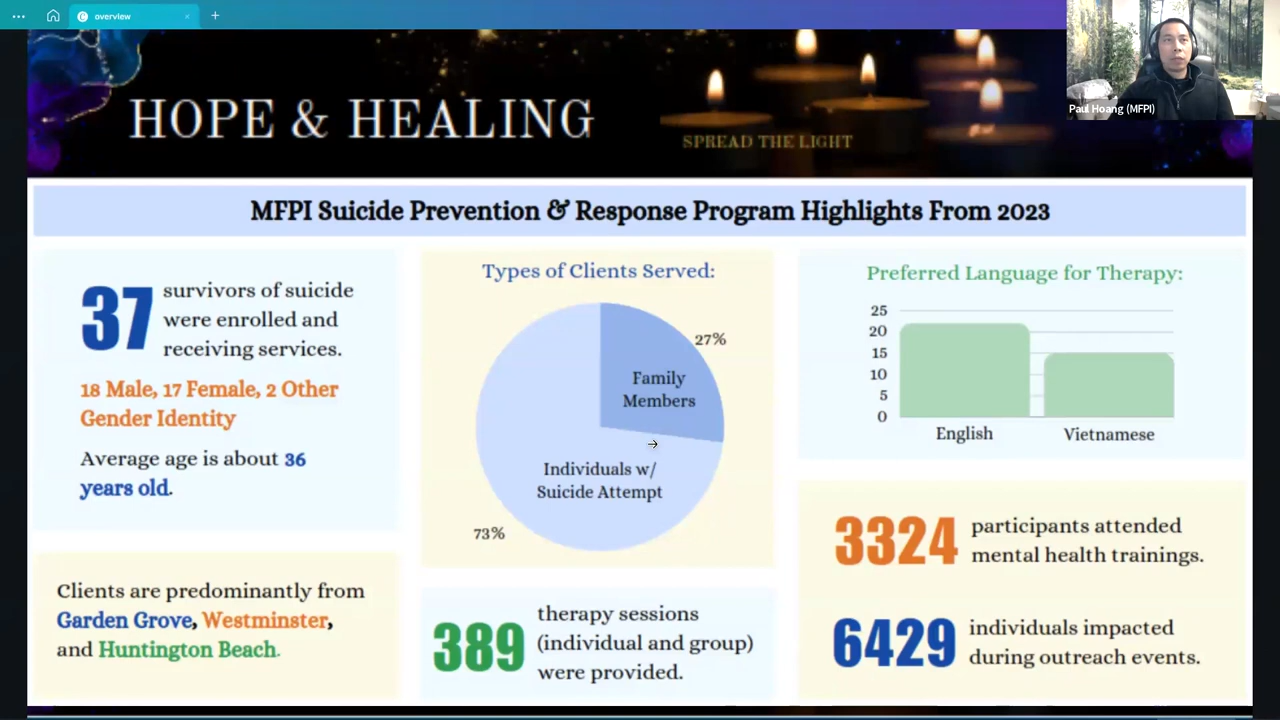 overview
HOPE & HEALING
SPREAD THE LIGHT
Paul Hoang (MFPI)
MFPI Suicide Prevention & Response Program Highlights From 2023
37
survivors of suicide
were enrolled and
receiving services.
18 Male, 17 Female, 2 Other
Gender Identity
Average age is about 36
years old.
Clients are predominantly from
Garden Grove, Westminster,
and Huntington Beach.
Types of Clients Served:
27%
Family
Members
Individuals w/
Suicide Attempt
73%
389
therapy sessions
(individual and group)
were provided.
Preferred Language for Therapy:
25
20
15
10
5
0
English
Vietnamese
3324
participants attended
mental health trainings.
6429
individuals impacted
during outreach events.